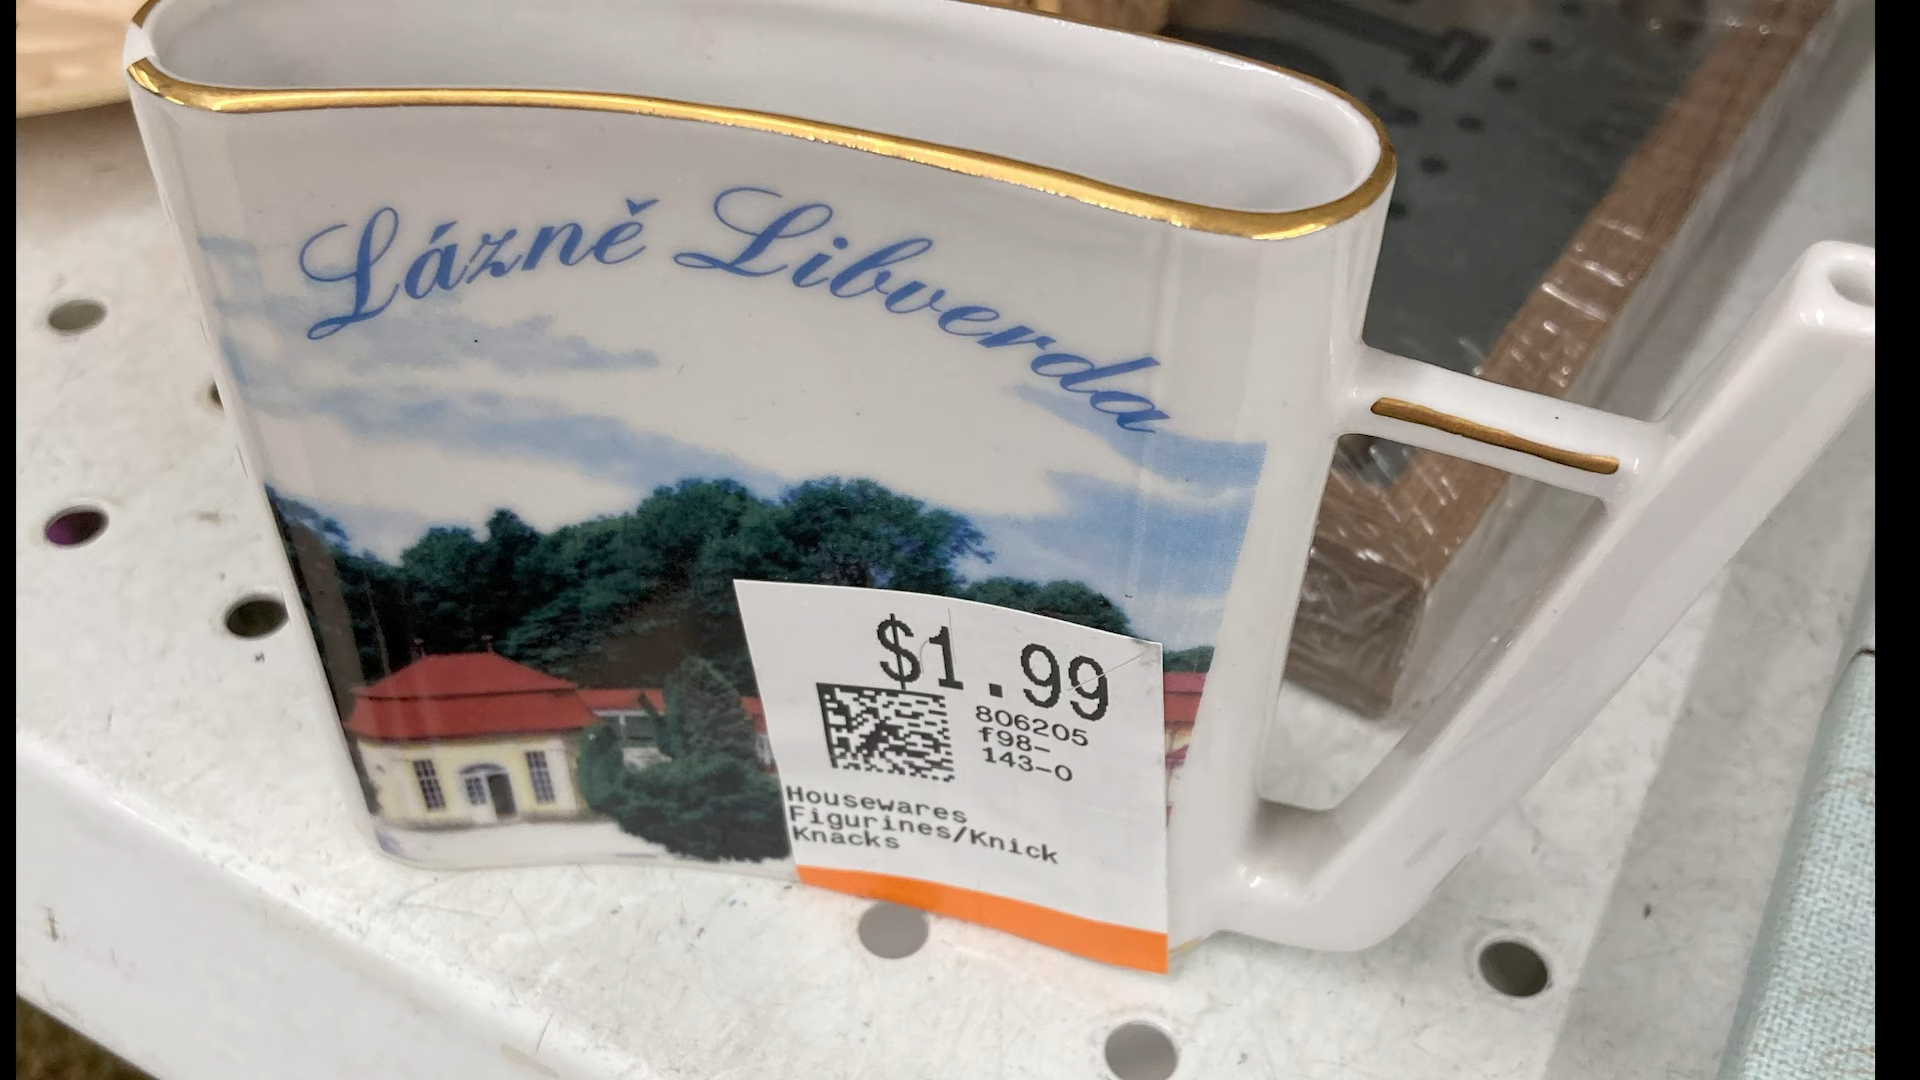 Lázně Libverda
$1.99
806205
f98-
143-0
Housewares
Figurines/Knick
Knacks